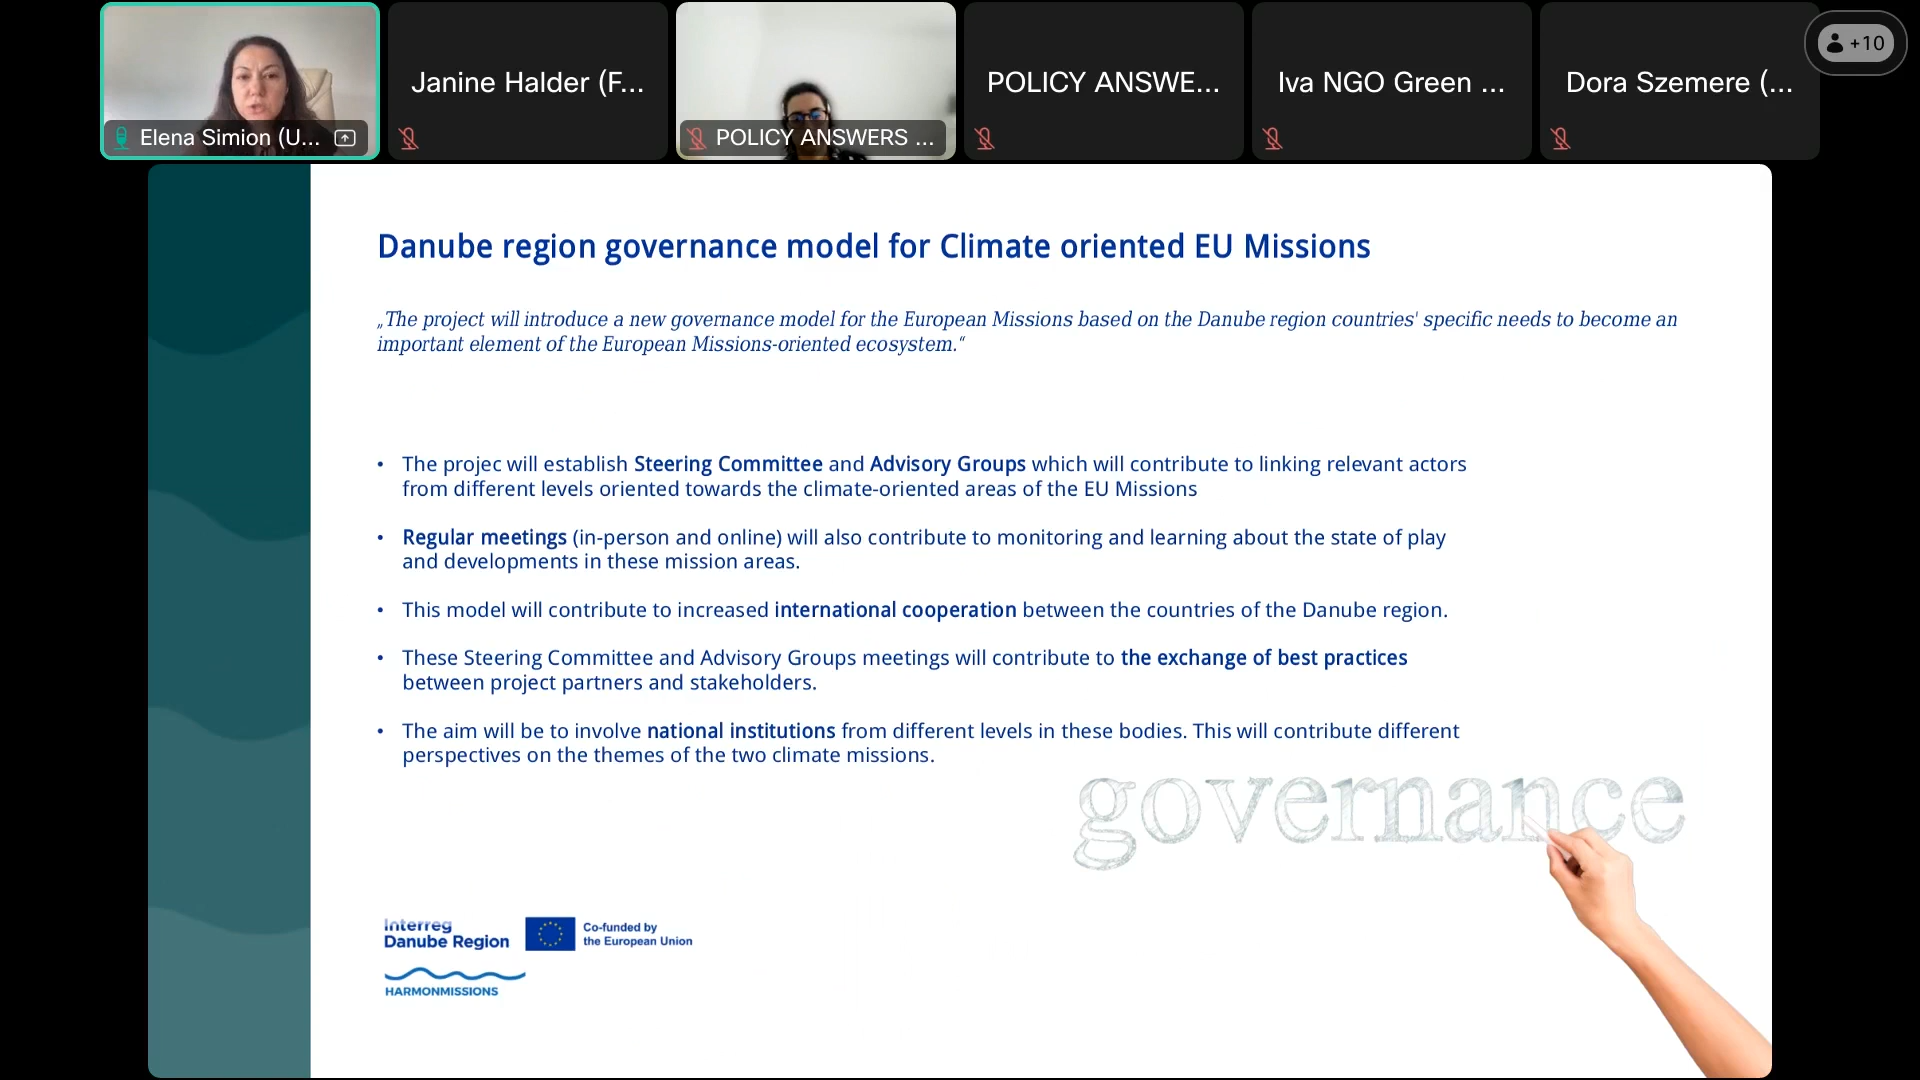 Elena Simion (U...
Janine Halder (F...
POLICY ANSWERS ...
POLICY ANSWE...
Iva NGO Green ...
Dora Szemere (...
+10
Danube region governance model for Climate oriented EU Missions
„The project will introduce a new governance model for the European Missions based on the Danube region countries' specific needs to become an
important element of the European Missions-oriented ecosystem.“
• The projec will establish Steering Committee and Advisory Groups which will contribute to linking relevant actors
from different levels oriented towards the climate-oriented areas of the EU Missions
• Regular meetings (in-person and online) will also contribute to monitoring and learning about the state of play
and developments in these mission areas.
• This model will contribute to increased international cooperation between the countries of the Danube region.
• These Steering Committee and Advisory Groups meetings will contribute to the exchange of best practices
between project partners and stakeholders.
• The aim will be to involve national institutions from different levels in these bodies. This will contribute different
perspectives on the themes of the two climate missions.
governance
Interreg
Danube Region
Co-funded by
the European Union
HARMONMISSIONS